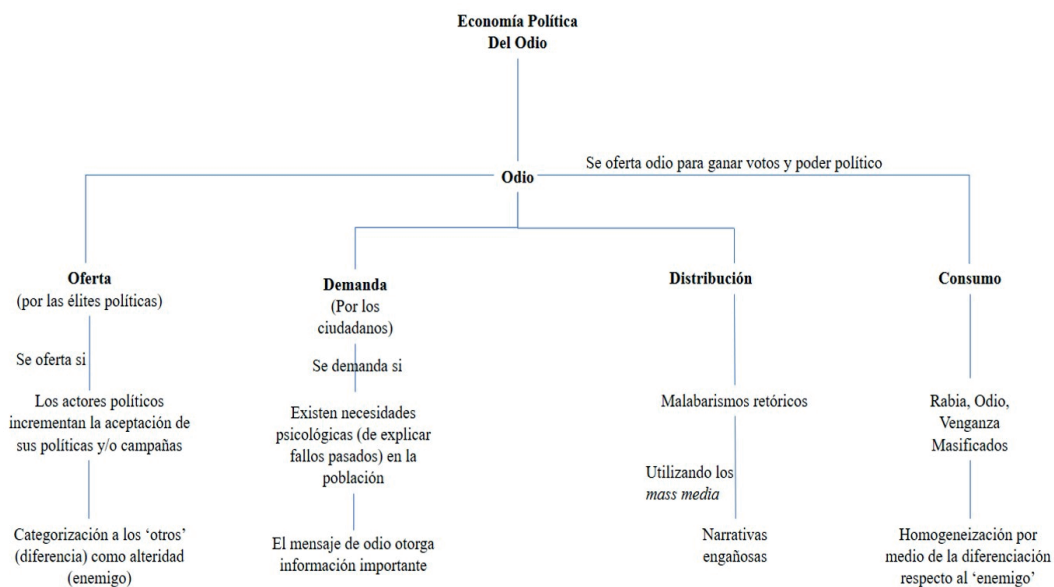 Economía Política
Del Odio
Se oferta odio para ganar votos y poder político
Odio
Oferta
(por las élites políticas)
Se oferta si
Los actores políticos
incrementan la aceptación de
sus políticas y/o campañas
Categorización a los ‘otros’
(diferencia) como alteridad
(enemigo)
Demanda
(Por los
ciudadanos)
Se demanda si
Existen necesidades
psicológicas (de explicar
fallos pasados) en la
población
El mensaje de odio otorga
información importante
Distribución
Malabarismos retóricos
Utilizando los
mass media
Narrativas
engañosas
Consumo
Rabia, Odio,
Venganza
Masificados
Homogeneización por
medio de la diferenciación
respecto al ‘enemigo’